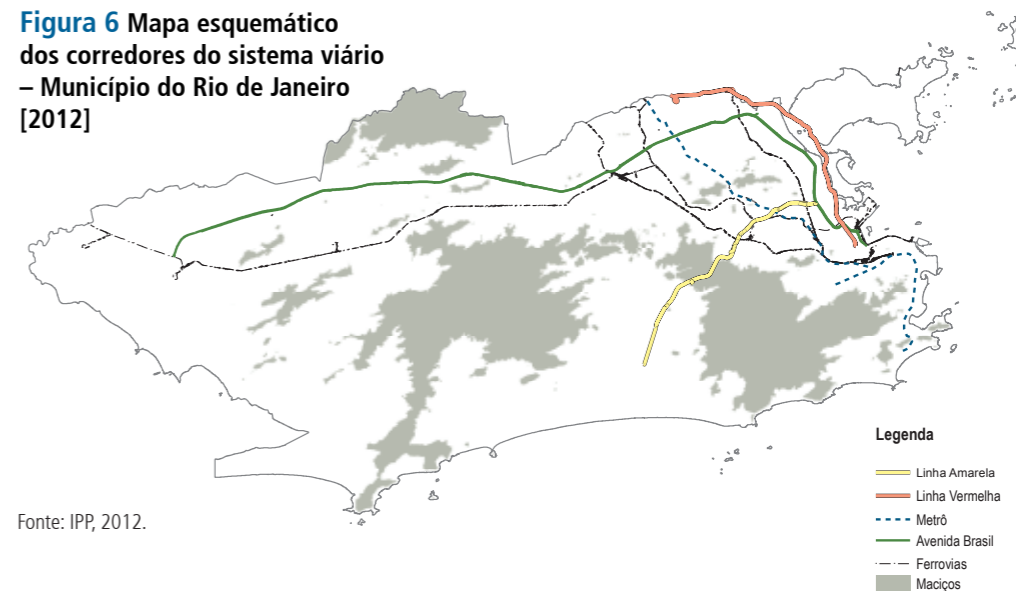 Figura 6 Mapa esquemático
dos corredores do sistema viário
– Município do Rio de Janeiro
[2012]
Legenda
Linha Amarela
Linha Vermelha
Metrô
Avenida Brasil
Ferrovias
Maciços
Fonte: IPP, 2012.